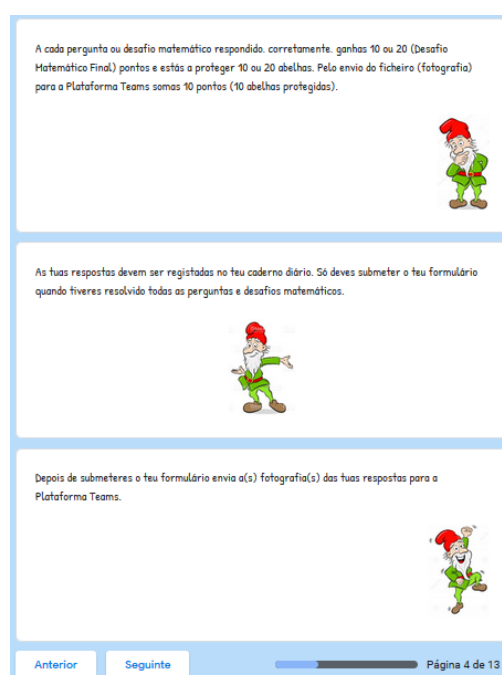 A cada pergunta ou desafio matemático respondido. corretamente. ganhas 10 ou 20 (Desafio
Matemático Final) pontos e estás a proteger 10 ou 20 abelhas. Pelo envio do ficheiro (fotografia)
para a Plataforma Teams somas 10 pontos (10 abelhas protegidas).
As tuas respostas devem ser registadas no teu caderno diário. Só deves submeter o teu formulário
quando tiveres resolvido todas as perguntas e desafios matemáticos.
Depois de submeteres o teu formulário envia a(s) fotografia(s) das tuas respostas para a
Plataforma Teams.
Anterior
Seguinte
Página 4 de 13